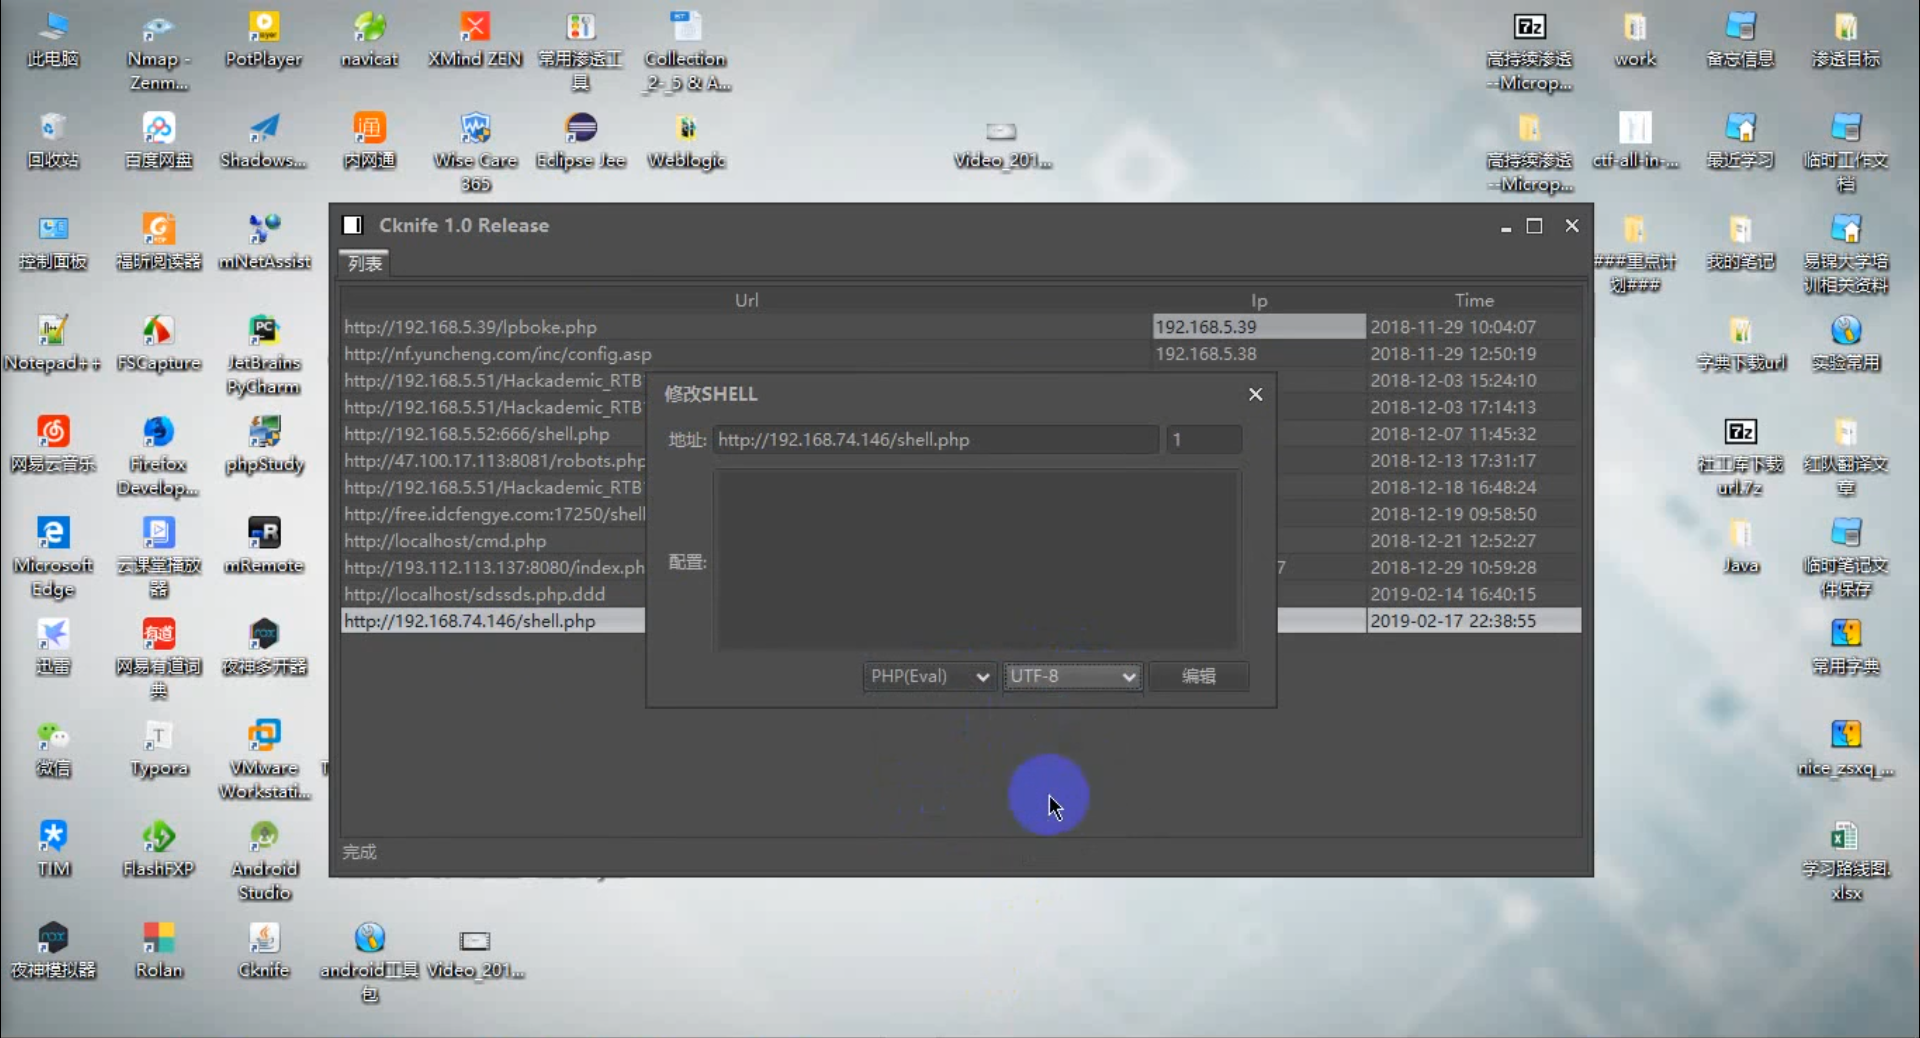 此电脑
Nmap -
Zenm...
PotPlayer
navicat
XMind ZEN
常用渗透工
具
Collection
_2-_5 & A...
高持续渗透
--Microp...
work
备忘信息
渗透目标
回收站
百度网盘
Shadows...
内网通
Wise Care
365
Eclipse Jee
Weblogic
Video_201...
高持续渗透
--Microp...
ctf-all-in-...
最近学习
临时工作文
档
控制面板
福昕阅读器
mNetAssist
###重点计
划###
我的笔记
易锦大学培
训相关资料
Notepad++
FSCapture
JetBrains
PyCharm
字典下载url
实验常用
网易云音乐
Firefox
Develop...
phpStudy
社工库下载
url.7z
红队翻译文
章
Microsoft
Edge
云课堂播放
器
mRemote
Java
临时笔记文
件保存
迅雷
网易有道词
典
夜神多开器
常用字典
微信
Typora
VMware
Workstati...
nice_zsxq_...
TIM
FlashFXP
Android
Studio
学习路线图.
xlsx
夜神模拟器
Rolan
Cknife
android工具
包
Video_201...
Cknife 1.0 Release
列表
Url Ip Time
http://192.168.5.39/lpboke.php 192.168.5.39 2018-11-29 10:04:07
http://nf.yuncheng.com/inc/config.asp 192.168.5.38 2018-11-29 12:50:19
http://192.168.5.51/Hackademic_RTB 2018-12-03 15:24:10
http://192.168.5.51/Hackademic_RTB 2018-12-03 17:14:13
http://192.168.5.52:666/shell.php 2018-12-07 11:45:32
http://47.100.17.113:8081/robots.php 2018-12-13 17:31:17
http://192.168.5.51/Hackademic_RTB 2018-12-18 16:48:24
http://free.idcfengye.com:17250/shell 2018-12-19 09:58:50
http://localhost/cmd.php 2018-12-21 12:52:27
http://193.112.113.137:8080/index.ph 7 2018-12-29 10:59:28
http://localhost/sdssds.php.ddd 2019-02-14 16:40:15
http://192.168.74.146/shell.php 2019-02-17 22:38:55
修改SHELL
地址: http://192.168.74.146/shell.php 1
配置:
PHP(Eval) UTF-8 编辑
完成